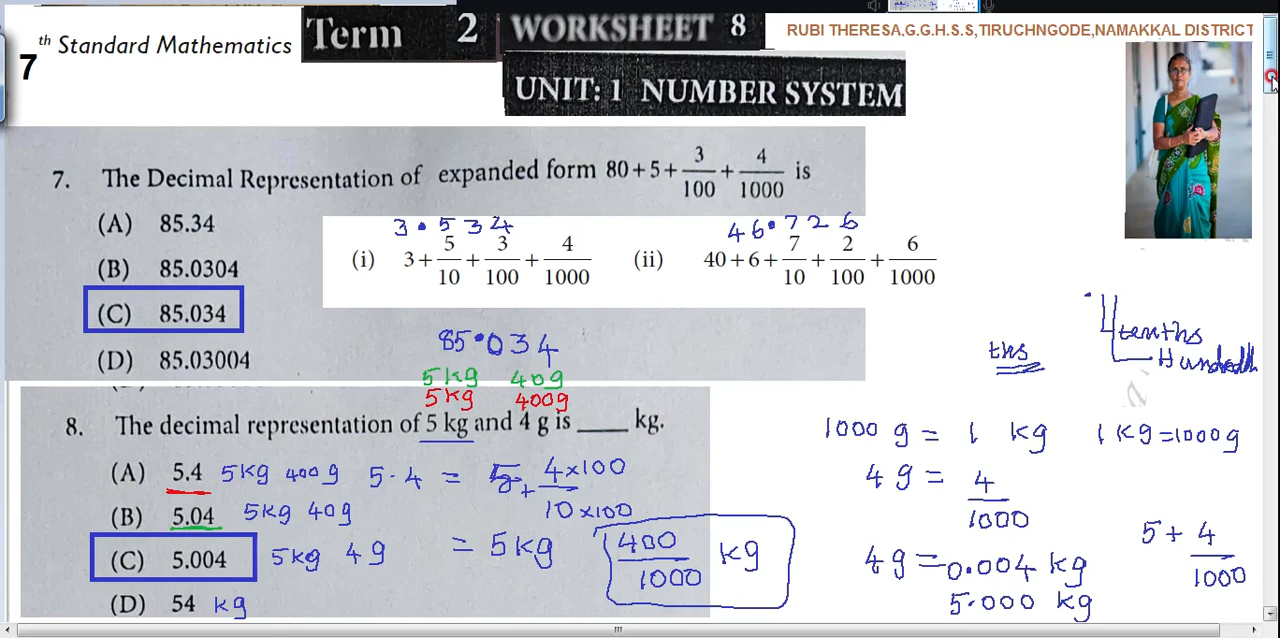 7th Standard Mathematics
Term 2
WORKSHEET 8
RUBI THERESA.G.G.H.S.S,TIRUCHNGODE,NAMAKKAL DISTRICT
UNIT: 1 NUMBER SYSTEM
7. The Decimal Representation of expanded form 80+5+3/100+4/1000 is
(A) 85.34
(B) 85.0304
(C) 85.034
(D) 85.03004
3.534
46.726
(i) 3+5/10+3/100+4/1000
(ii) 40+6+7/10+2/100+6/1000
85.034
5kg 40g
5kg 400g
ths
tenths
8. The decimal representation of 5 kg and 4 g is ____ kg.
(A) 5.4 5kg 400g 5.4 = 5+ 4×100/10×100
(B) 5.04 5kg 40g
(C) 5.004 5kg 4g = 5kg 400/1000 kg
(D) 54 kg
1000 g = 1 kg 1kg=1000g
4g = 4/1000
5+4/1000
4g=0.004 kg
5.000 kg